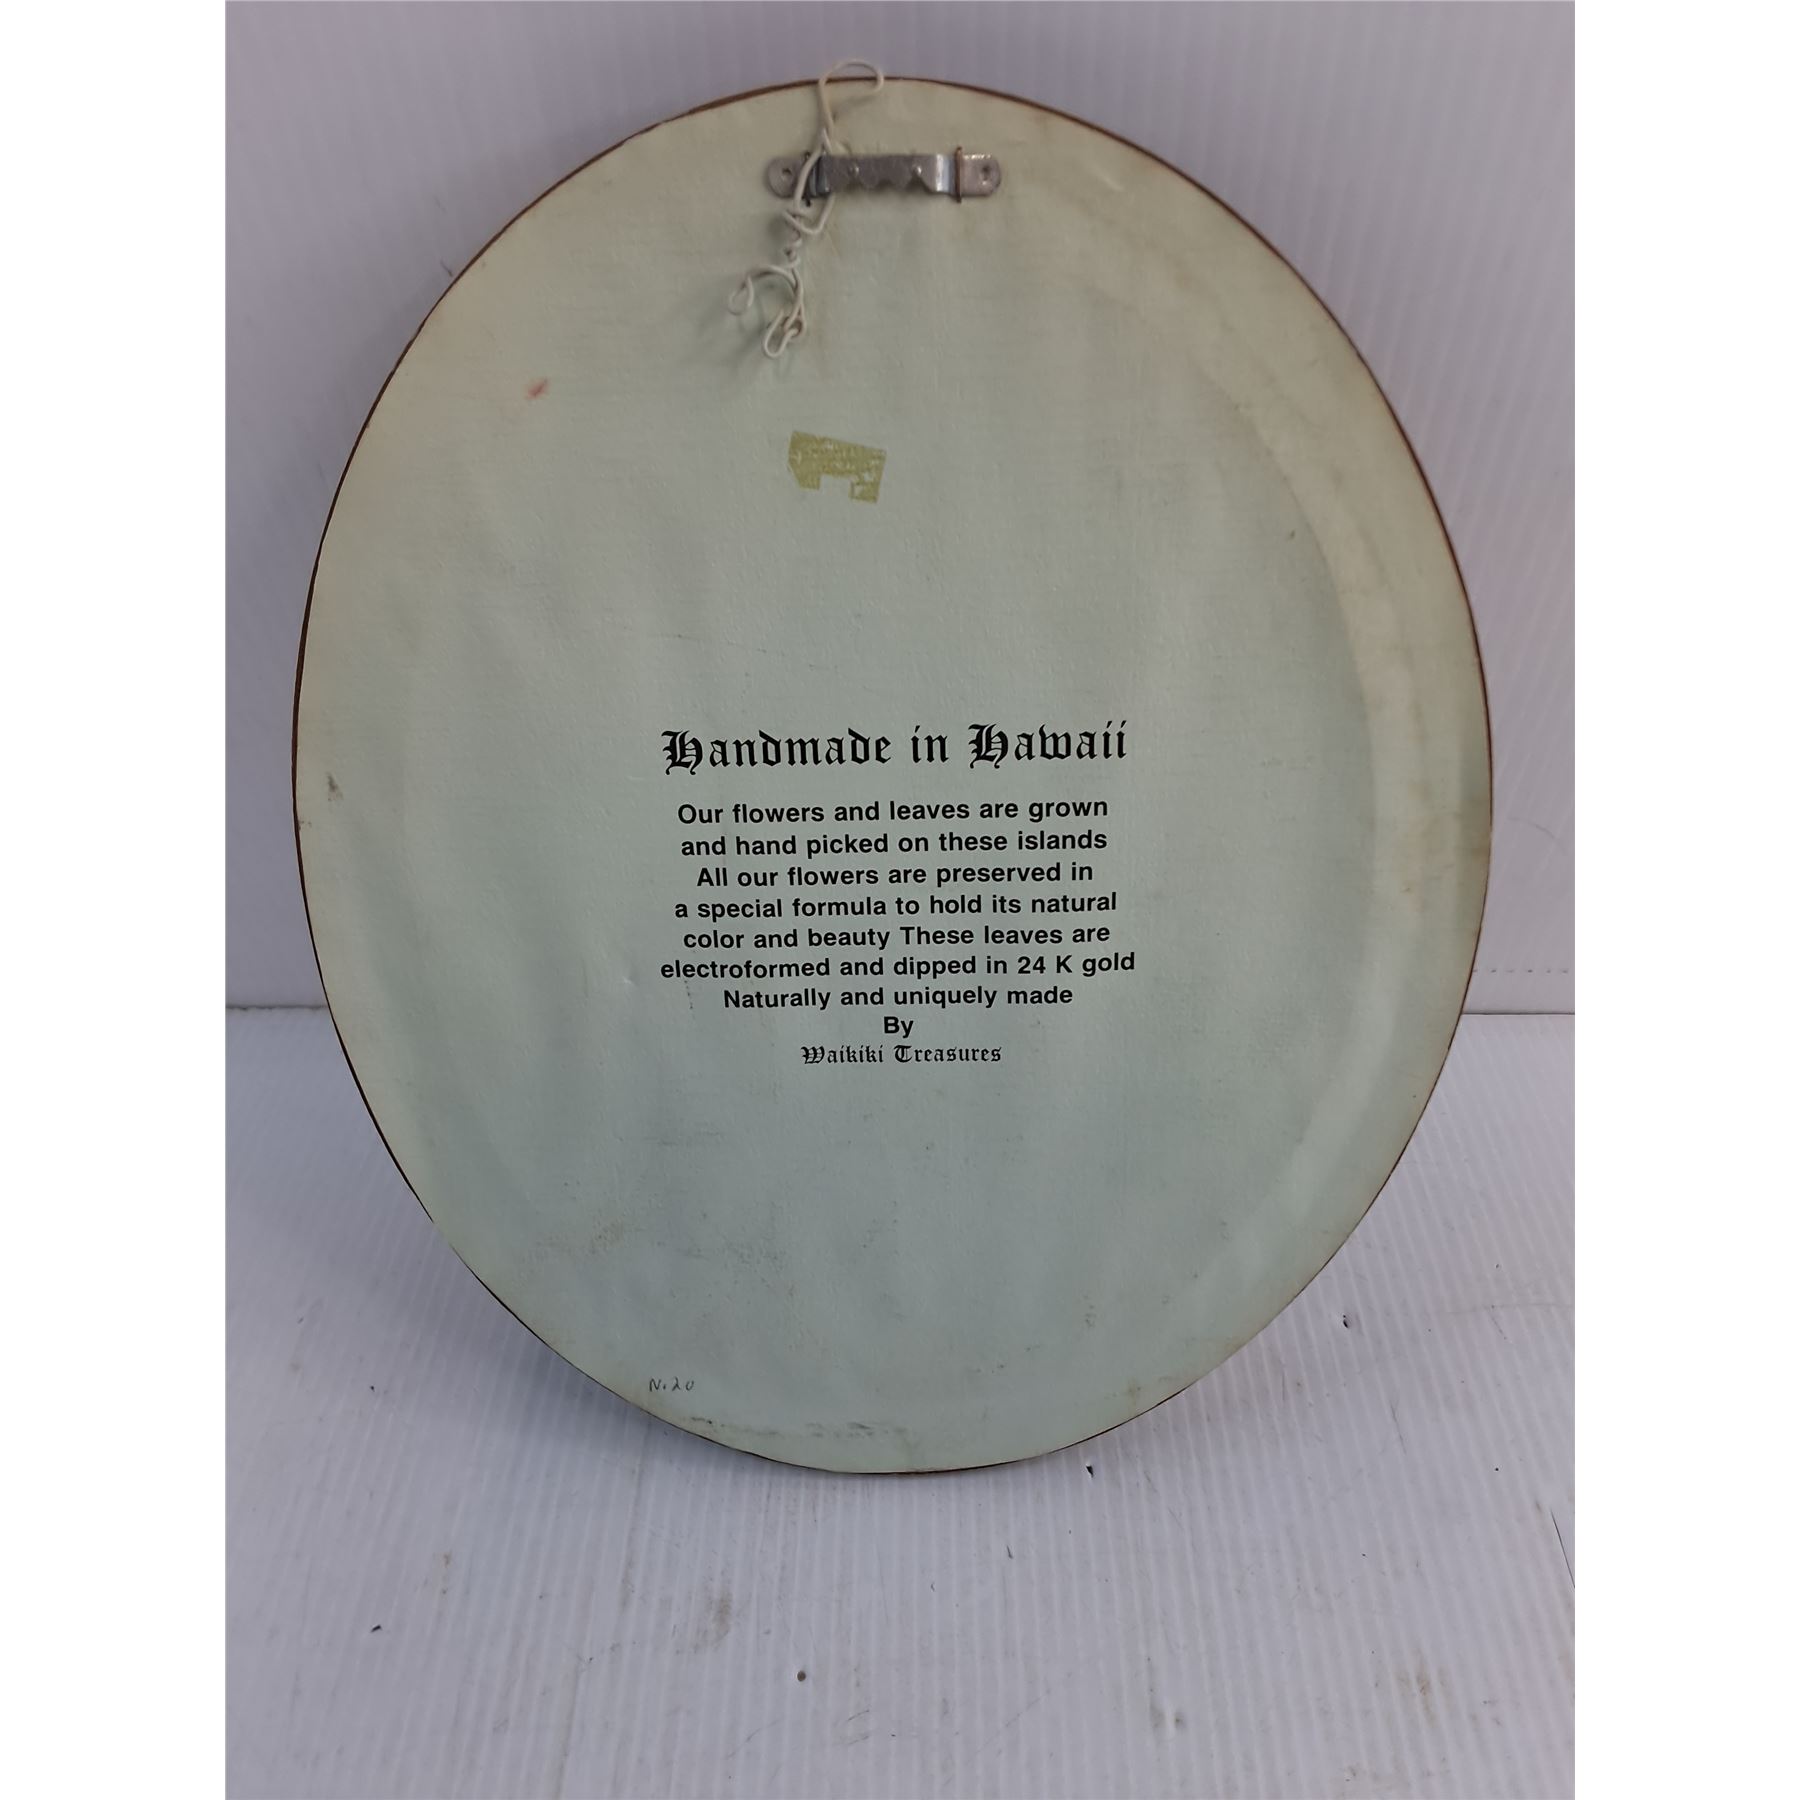 Handmade in Hawaii
Our flowers and leaves are grown
and hand picked on these islands
All our flowers are preserved in
a special formula to hold its natural
color and beauty These leaves are
electroformed and dipped in 24 K gold
Naturally and uniquely made
By
Waikiki Treasures
N.20